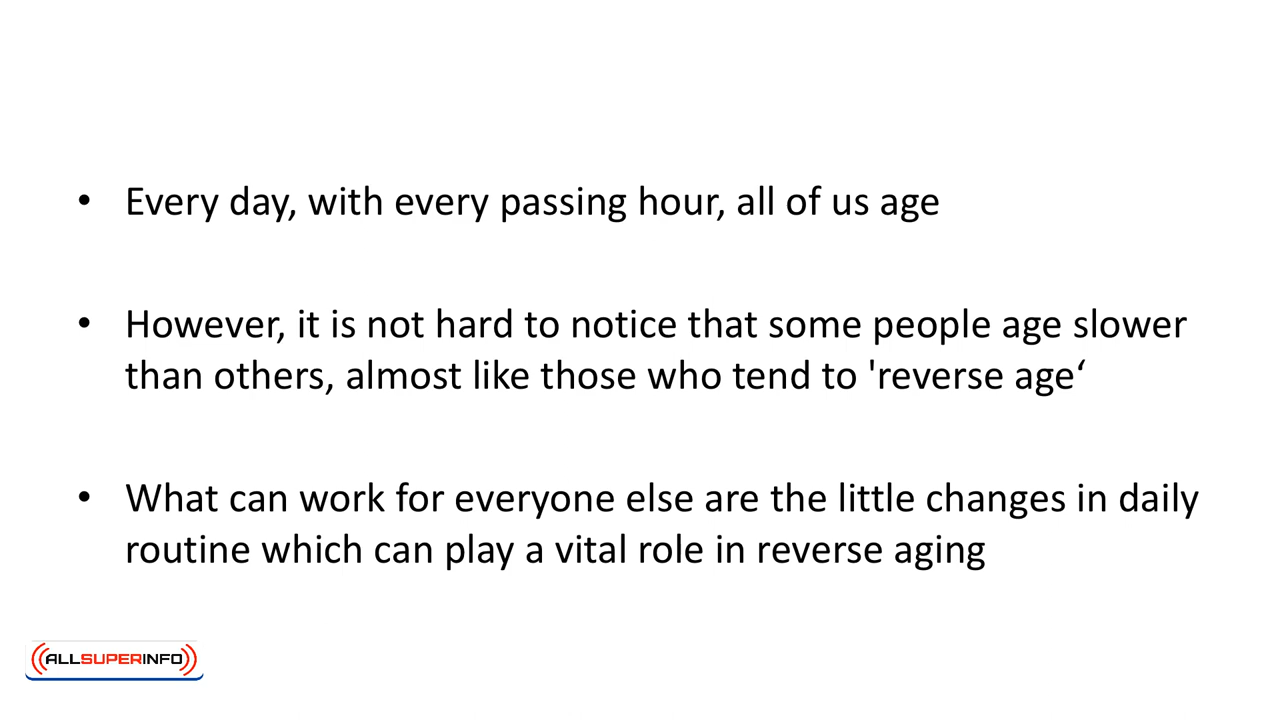 • Every day, with every passing hour, all of us age
• However, it is not hard to notice that some people age slower
than others, almost like those who tend to 'reverse age‘
• What can work for everyone else are the little changes in daily
routine which can play a vital role in reverse aging
ALLSUPERINFO